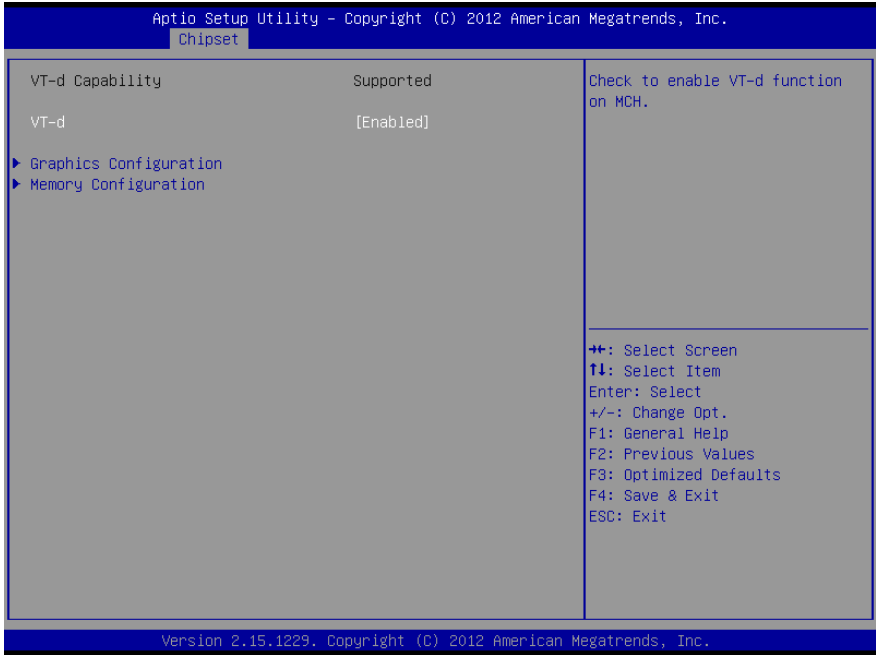 Aptio Setup Utility – Copyright (C) 2012 American Megatrends, Inc.
Chipset
VT-d Capability Supported
VT-d [Enabled]
Graphics Configuration
Memory Configuration
Check to enable VT-d function
on MCH.
→←: Select Screen
↑↓: Select Item
Enter: Select
+/-: Change Opt.
F1: General Help
F2: Previous Values
F3: Optimized Defaults
F4: Save & Exit
ESC: Exit
Version 2.15.1229. Copyright (C) 2012 American Megatrends, Inc.